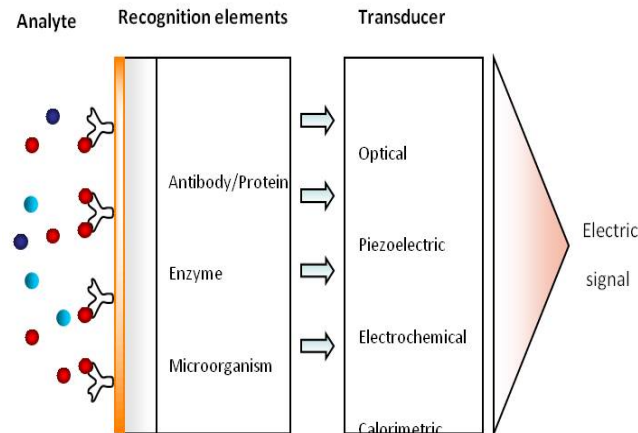 Analyte
Recognition elements
Transducer
Antibody/Protein
Enzyme
Microorganism
Optical
Piezoelectric
Electrochemical
Calorimetric
Electric
signal